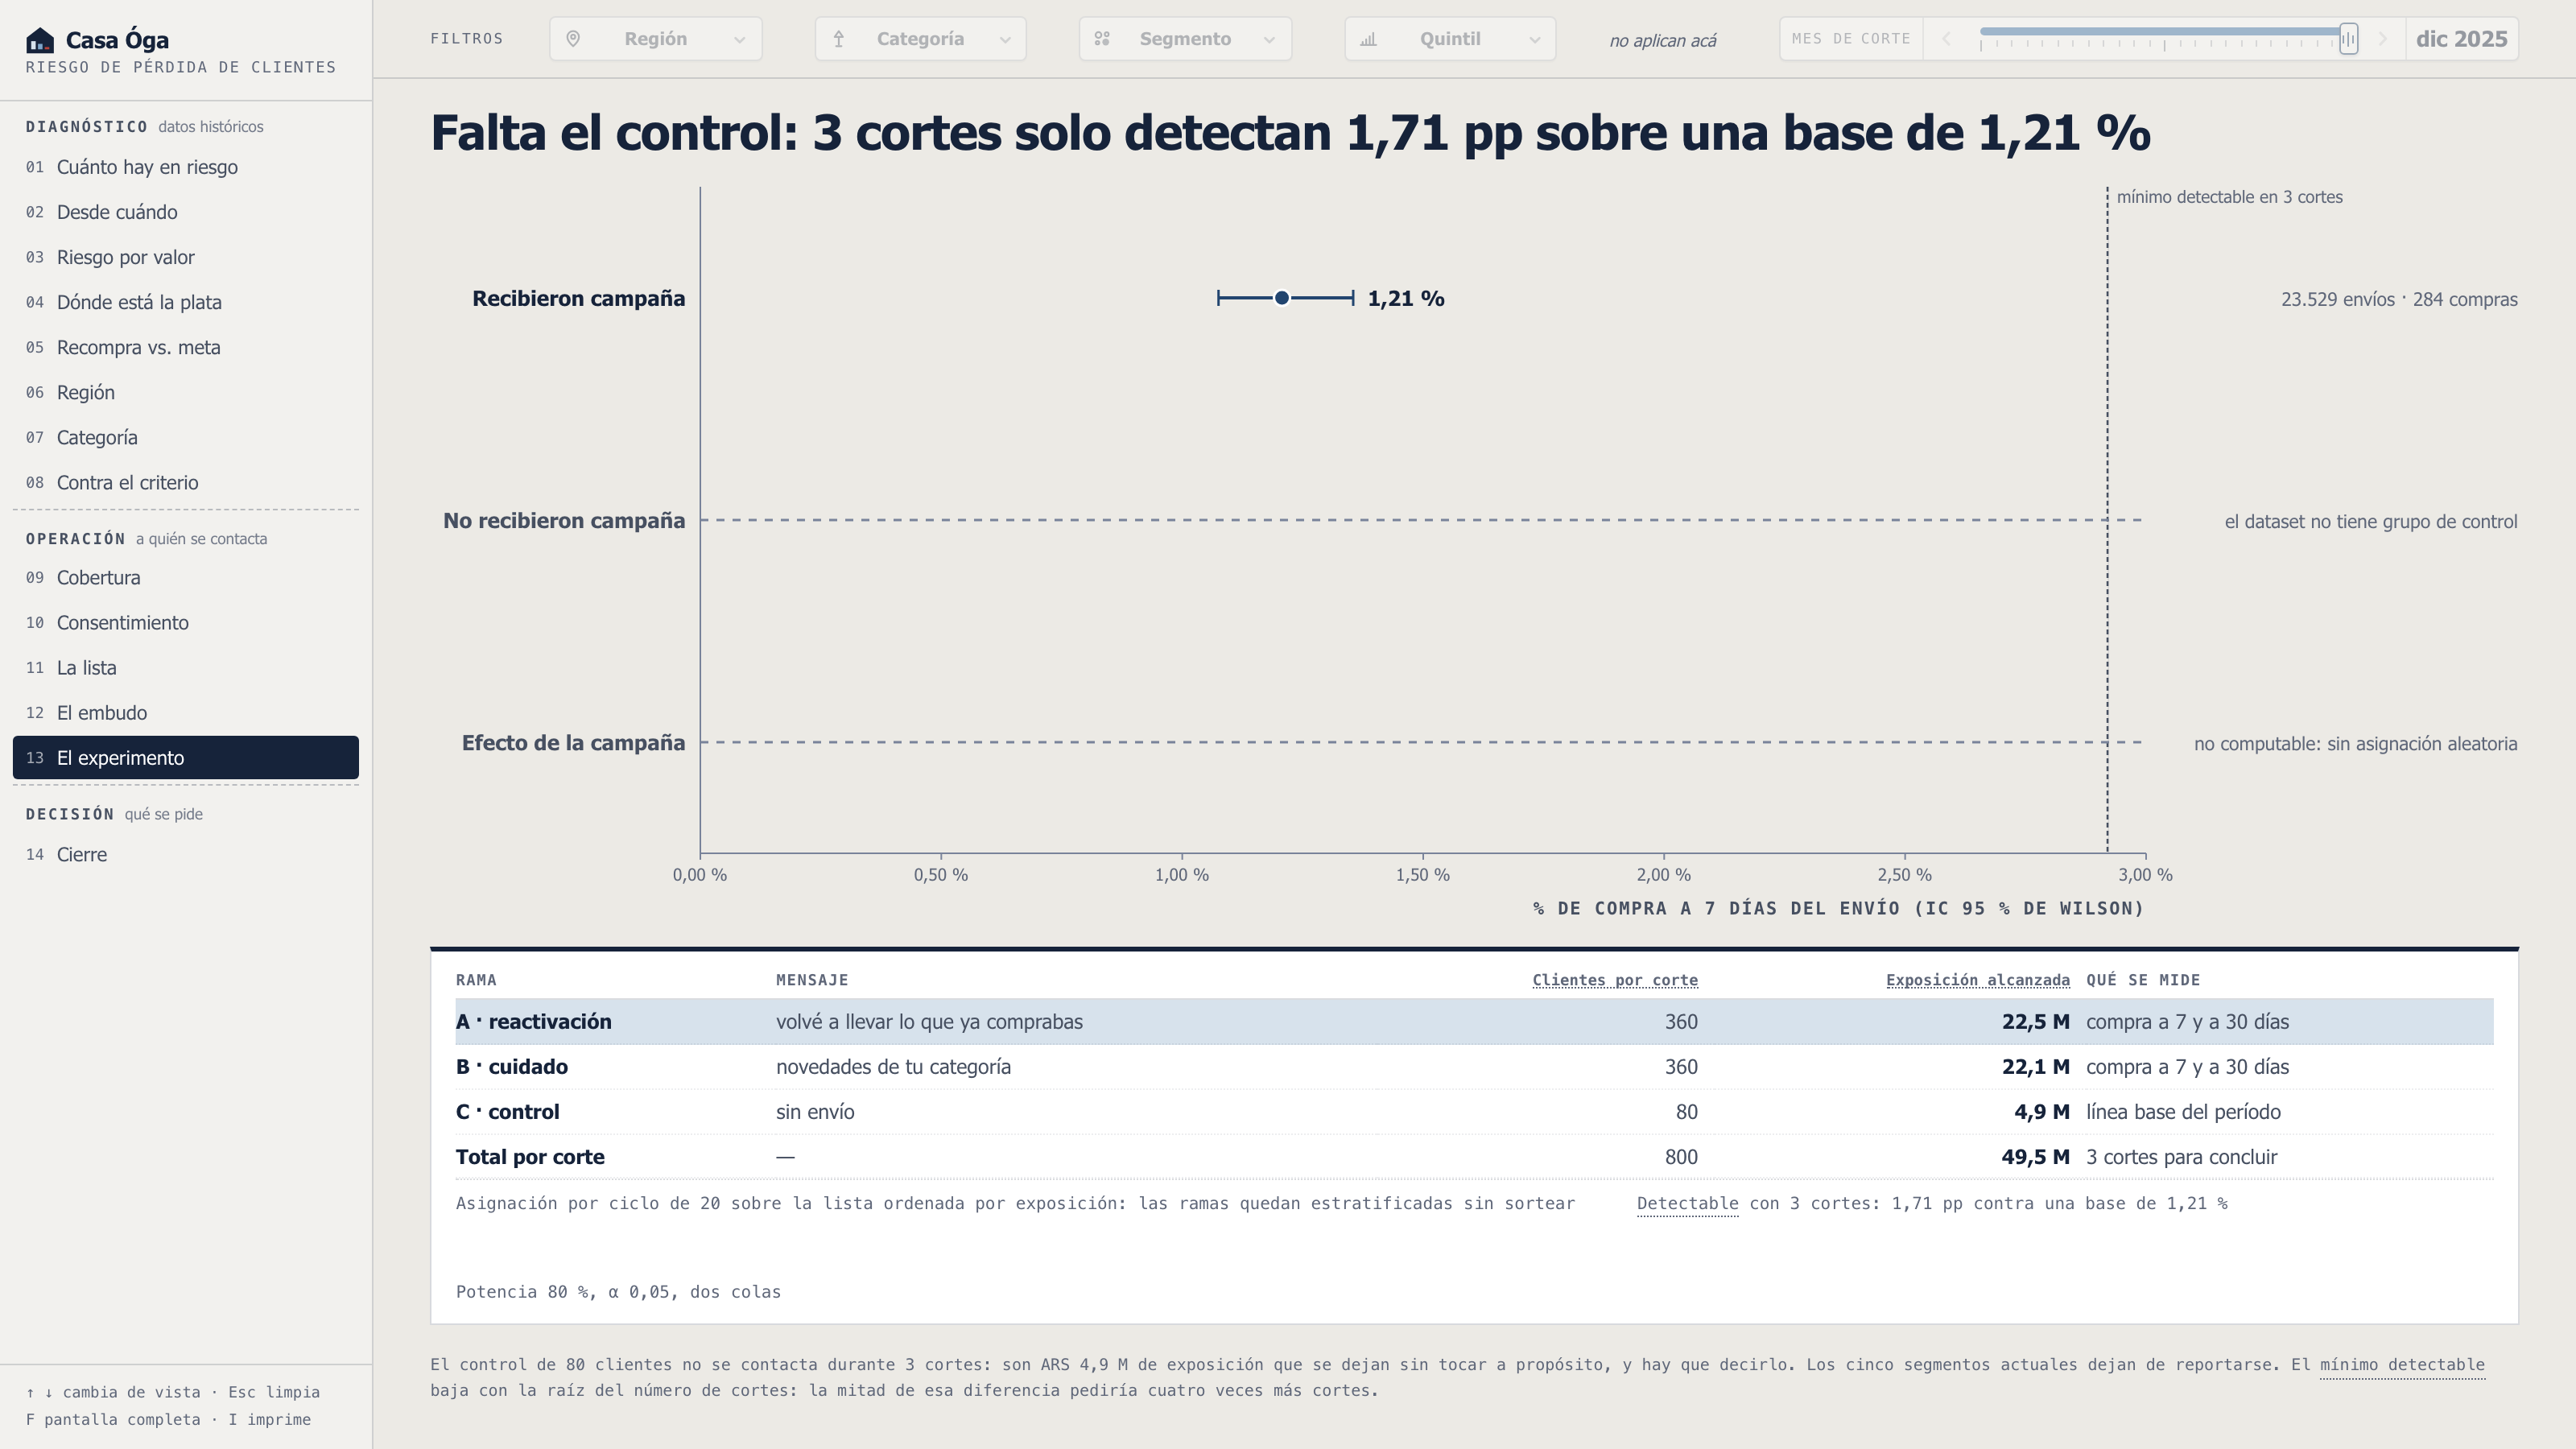 Casa Óga
RIESGO DE PÉRDIDA DE CLIENTES
DIAGNÓSTICO datos históricos
01 Cuánto hay en riesgo
02 Desde cuándo
03 Riesgo por valor
04 Dónde está la plata
05 Recompra vs. meta
06 Región
07 Categoría
08 Contra el criterio
OPERACIÓN a quién se contacta
09 Cobertura
10 Consentimiento
11 La lista
12 El embudo
13 El experimento
DECISIÓN qué se pide
14 Cierre
↑ ↓ cambia de vista · Esc limpia
F pantalla completa · I imprime
FILTROS Región Categoría Segmento Quintil no aplican acá MES DE CORTE dic 2025
Falta el control: 3 cortes solo detectan 1,71 pp sobre una base de 1,21 %
mínimo detectable en 3 cortes
Recibieron campaña 1,21 % 23.529 envíos · 284 compras
No recibieron campaña el dataset no tiene grupo de control
Efecto de la campaña no computable: sin asignación aleatoria
0,00 % 0,50 % 1,00 % 1,50 % 2,00 % 2,50 % 3,00 %
% DE COMPRA A 7 DÍAS DEL ENVÍO (IC 95 % DE WILSON)
RAMA MENSAJE Clientes por corte Exposición alcanzada QUÉ SE MIDE
A · reactivación volvé a llevar lo que ya comprabas 360 22,5 M compra a 7 y a 30 días
B · cuidado novedades de tu categoría 360 22,1 M compra a 7 y a 30 días
C · control sin envío 80 4,9 M línea base del período
Total por corte — 800 49,5 M 3 cortes para concluir
Asignación por ciclo de 20 sobre la lista ordenada por exposición: las ramas quedan estratificadas sin sortear Detectable con 3 cortes: 1,71 pp contra una base de 1,21 %
Potencia 80 %, α 0,05, dos colas
El control de 80 clientes no se contacta durante 3 cortes: son ARS 4,9 M de exposición que se dejan sin tocar a propósito, y hay que decirlo. Los cinco segmentos actuales dejan de reportarse. El mínimo detectable
baja con la raíz del número de cortes: la mitad de esa diferencia pediría cuatro veces más cortes.